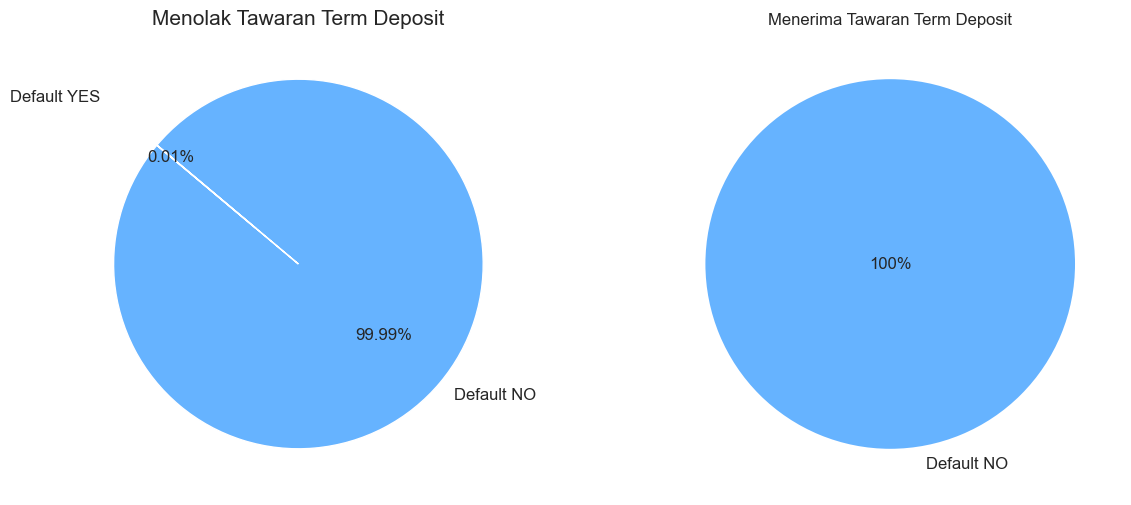 Menolak Tawaran Term Deposit
Default YES
0.01%
99.99%
Default NO
Menerima Tawaran Term Deposit
100%
Default NO